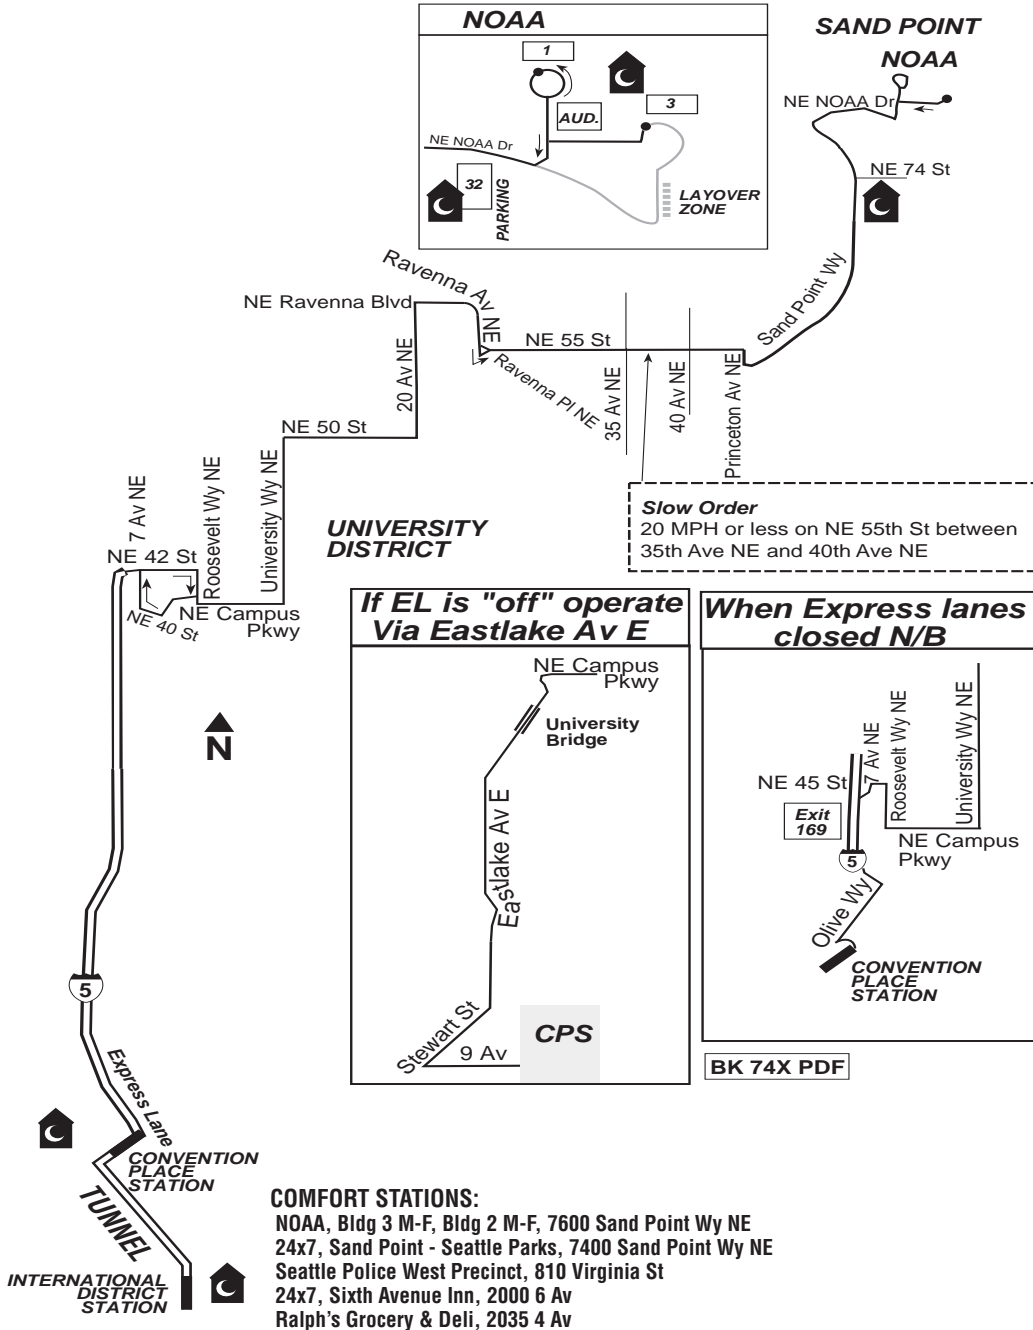 NOAA
1
AUD.
3
NE NOAA Dr
32
PARKING
LAYOVER
ZONE
SAND POINT
NOAA
NE NOAA Dr
NE 74 St
Sand Point Wy
Ravenna Av NE
NE Ravenna Blvd
20 Av NE
NE 55 St
Ravenna Pl NE
35 Av NE
40 Av NE
Princeton Av NE
NE 50 St
Slow Order
20 MPH or less on NE 55th St between
35th Ave NE and 40th Ave NE
UNIVERSITY
DISTRICT
7 Av NE
Roosevelt Wy NE
University Wy NE
NE 42 St
NE 40 St
NE Campus
Pkwy
N
If EL is "off" operate
Via Eastlake Av E
NE Campus
Pkwy
University
Bridge
Eastlake Av E
Stewart St
9 Av
CPS
When Express lanes
closed N/B
NE 45 St
7 Av NE
Roosevelt Wy NE
University Wy NE
Exit
169
NE Campus
Pkwy
5
Olive Wy
CONVENTION
PLACE
STATION
BK 74X PDF
5
Express Lane
CONVENTION
PLACE
STATION
TUNNEL
INTERNATIONAL
DISTRICT
STATION
COMFORT STATIONS:
NOAA, Bldg 3 M-F, Bldg 2 M-F, 7600 Sand Point Wy NE
24x7, Sand Point - Seattle Parks, 7400 Sand Point Wy NE
Seattle Police West Precinct, 810 Virginia St
24x7, Sixth Avenue Inn, 2000 6 Av
Ralph's Grocery & Deli, 2035 4 Av